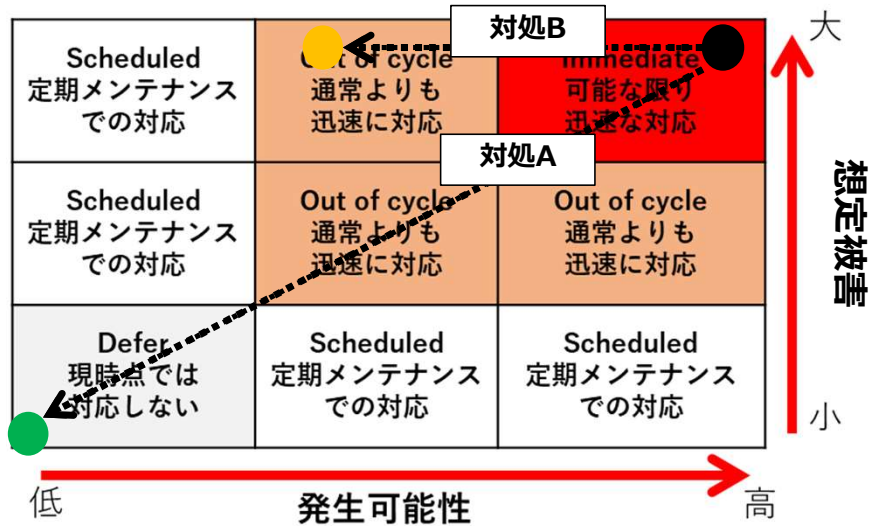 対処B
大
Scheduled
定期メンテナンス
での対応
Out of cycle
通常よりも
迅速に対応
Immediate
可能な限り
迅速な対応
対処A
Scheduled
定期メンテナンス
での対応
Out of cycle
通常よりも
迅速に対応
Out of cycle
通常よりも
迅速に対応
想定被害
Defer
現時点では
対応しない
Scheduled
定期メンテナンス
での対応
Scheduled
定期メンテナンス
での対応
小
低
発生可能性
高